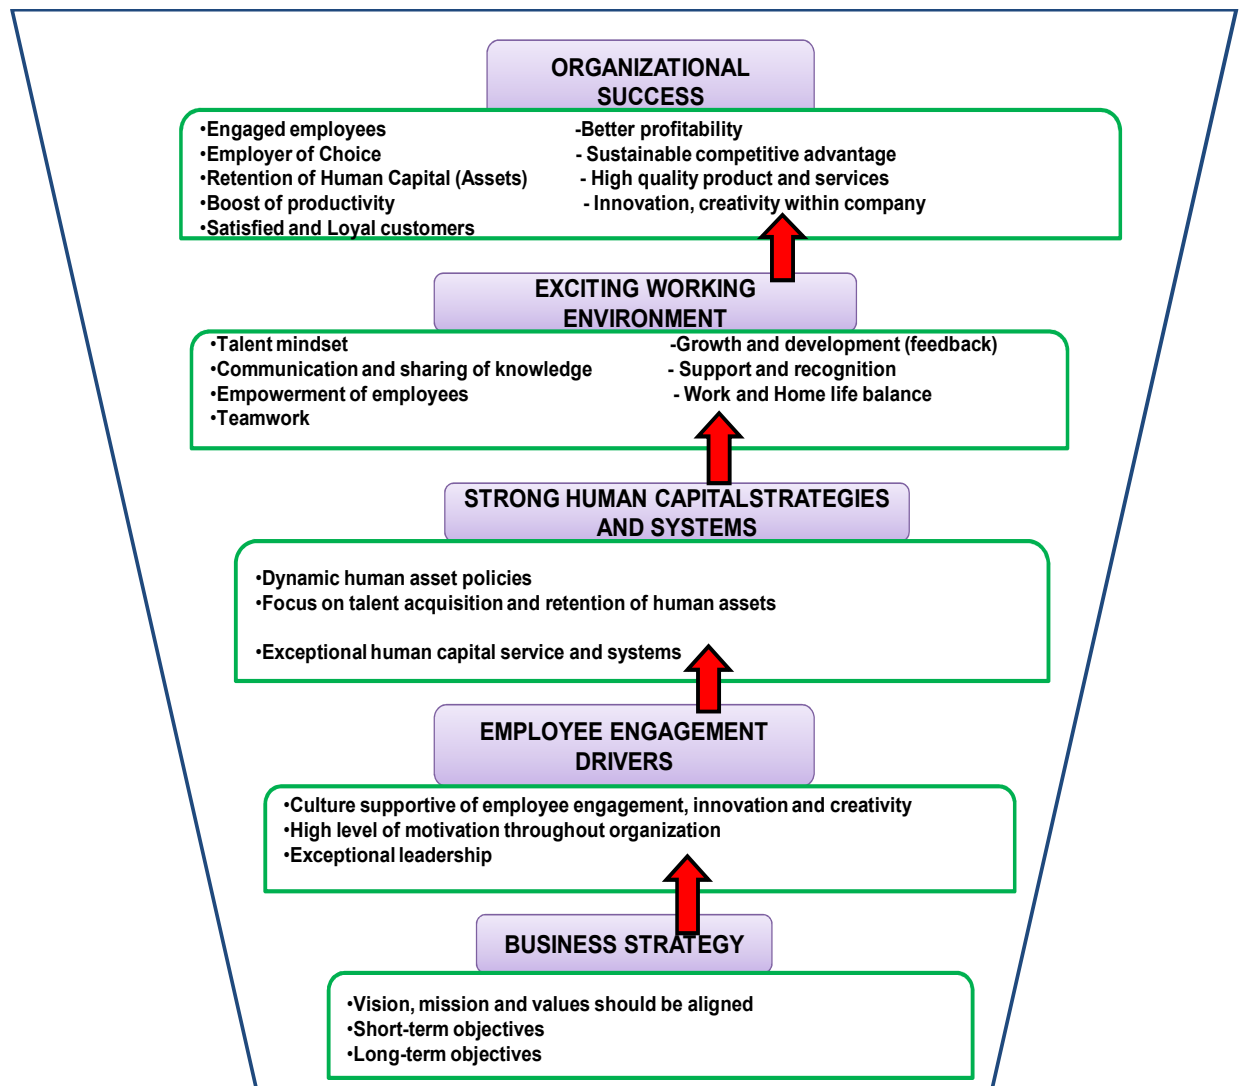 ORGANIZATIONAL
SUCCESS
•Engaged employees -Better profitability
•Employer of Choice - Sustainable competitive advantage
•Retention of Human Capital (Assets) - High quality product and services
•Boost of productivity - Innovation, creativity within company
•Satisfied and Loyal customers
EXCITING WORKING
ENVIRONMENT
•Talent mindset -Growth and development (feedback)
•Communication and sharing of knowledge - Support and recognition
•Empowerment of employees - Work and Home life balance
•Teamwork
STRONG HUMAN CAPITALSTRATEGIES
AND SYSTEMS
•Dynamic human asset policies
•Focus on talent acquisition and retention of human assets
•Exceptional human capital service and systems
EMPLOYEE ENGAGEMENT
DRIVERS
•Culture supportive of employee engagement, innovation and creativity
•High level of motivation throughout organization
•Exceptional leadership
BUSINESS STRATEGY
•Vision, mission and values should be aligned
•Short-term objectives
•Long-term objectives